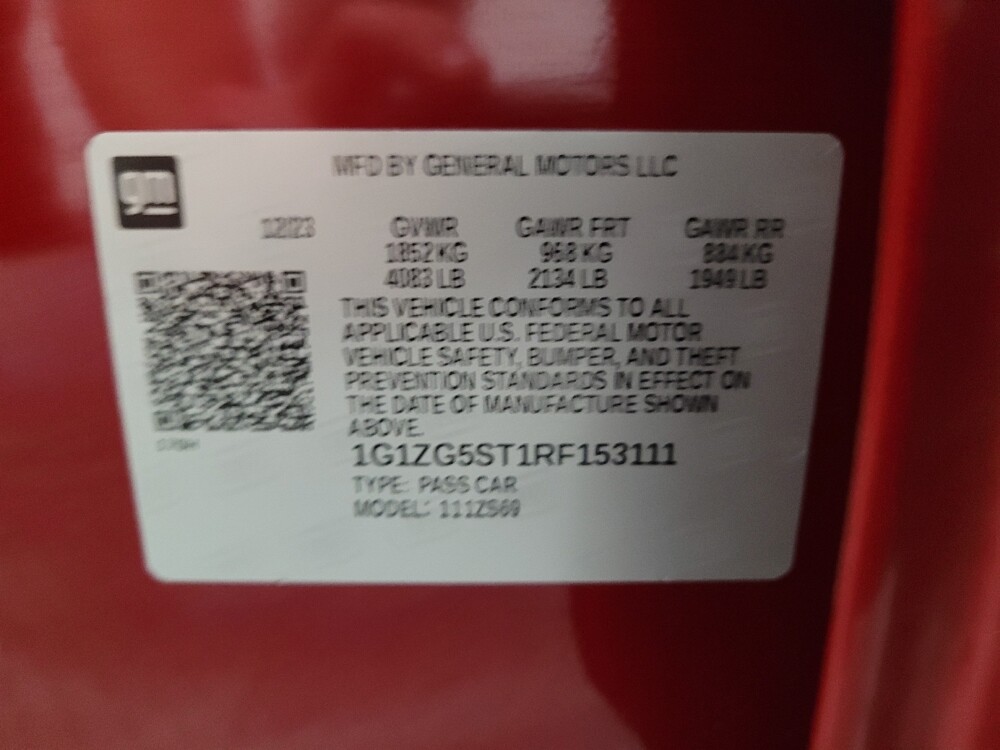 gm
MFD BY GENERAL MOTORS LLC
12/23 GVWR GAWR FRT GAWR RR
1852 KG 968 KG 884 KG
4083 LB 2134 LB 1949 LB
THIS VEHICLE CONFORMS TO ALL
APPLICABLE U.S. FEDERAL MOTOR
VEHICLE SAFETY, BUMPER, AND THEFT
PREVENTION STANDARDS IN EFFECT ON
THE DATE OF MANUFACTURE SHOWN
ABOVE.
1G1ZG5ST1RF153111
TYPE: PASS CAR
MODEL: 111ZS69